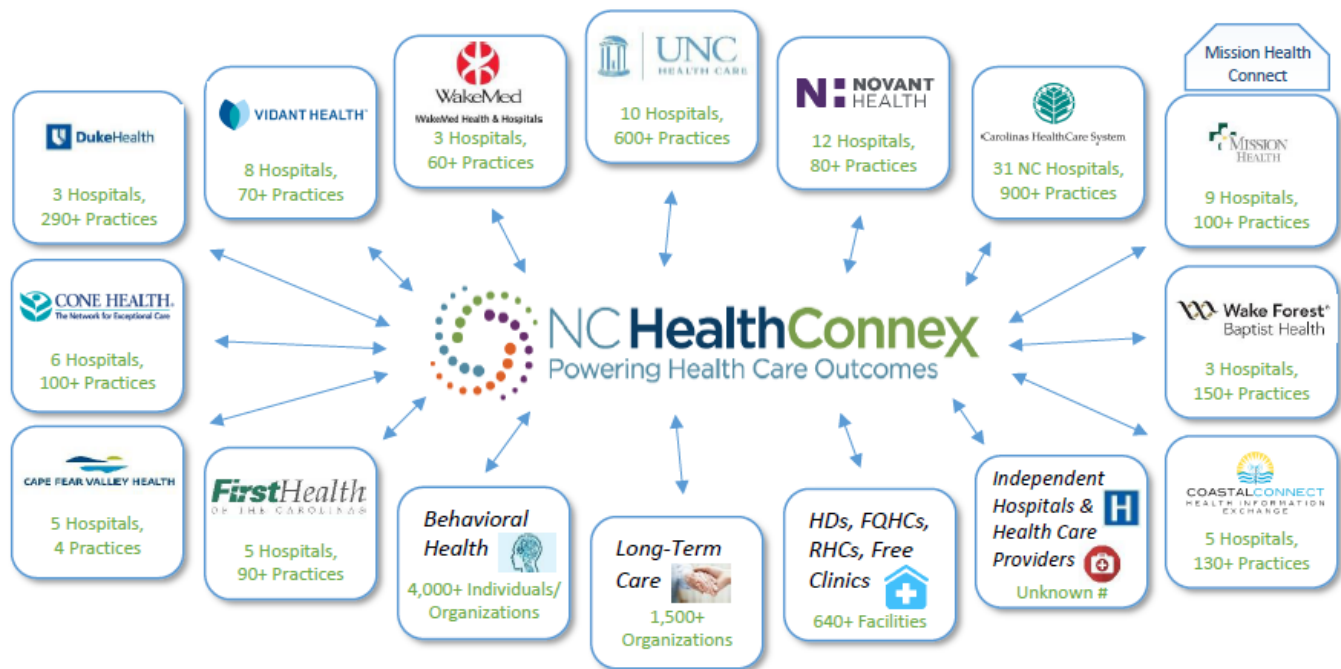 DukeHealth
3 Hospitals,
290+ Practices
VIDANT HEALTH
8 Hospitals,
70+ Practices
WakeMed
WakeMed Health & Hospitals
3 Hospitals,
60+ Practices
UNC
HEALTH CARE
10 Hospitals,
600+ Practices
N NOVANT
HEALTH
12 Hospitals,
80+ Practices
Carolinas HealthCare System
31 NC Hospitals,
900+ Practices
Mission Health
Connect
MISSION
HEALTH
9 Hospitals,
100+ Practices
CONE HEALTH®
The Network for Exceptional Care
6 Hospitals,
100+ Practices
NC HealthConnex
Powering Health Care Outcomes
Wake Forest®
Baptist Health
3 Hospitals,
150+ Practices
CAPE FEAR VALLEY HEALTH
5 Hospitals,
4 Practices
FirstHealth
OF THE CAROLINAS
5 Hospitals,
90+ Practices
Behavioral
Health
4,000+ Individuals/
Organizations
Long-Term
Care
1,500+
Organizations
HDs, FQHCs,
RHCs, Free
Clinics
640+ Facilities
Independent
Hospitals &
H
Health Care
Providers
Unknown #
COASTALCONNECT
HEALTH INFORMATION
EXCHANGE
5 Hospitals,
130+ Practices